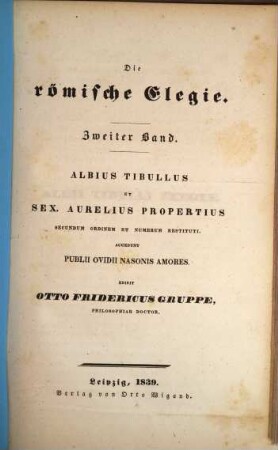 Die
römische Elegie.
Zweiter Band.
ALBIUS TIBULLUS
ET
SEX. AURELIUS PROPERTIUS
SECUNDUM ORDINEM ET NUMERUM RESTITUTI.
ACCEDUNT
PUBLII OVIDII NASONIS AMORES.
EDIDIT
OTTO FRIDERICUS GRUPPE,
PHILOSOPHIAE DOCTOR.
Leipzig, 1839.
Verlag von Otto Wigand.